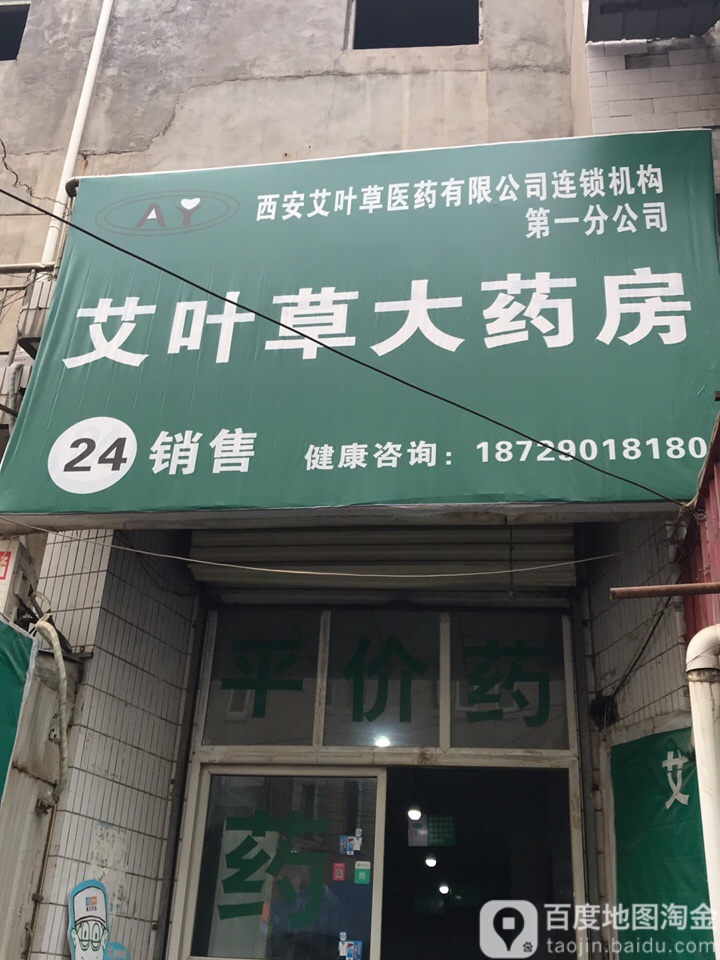 AY
西安艾叶草医药有限公司连锁机构
第一分公司
艾叶草大药房
24 销售 健康咨询：18729018180
平价药
药
艾
百度地图淘金
taojin.baidu.com